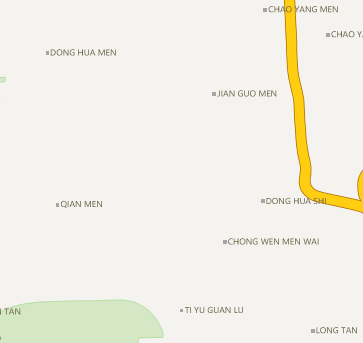 CHAO YANG MEN
CHAO Y
DONG HUA MEN
JIAN GUO MEN
QIAN MEN
DONG HUA SHI
CHONG WEN MEN WAI
TI YU GUAN LU
TAN
LONG TAN